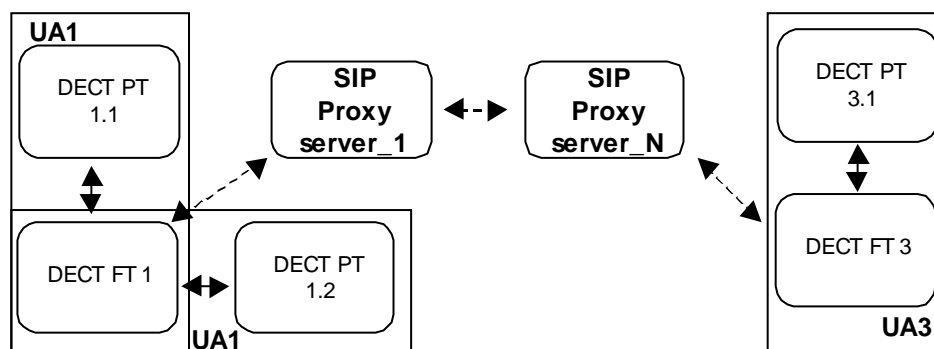 UA1
DECT PT
1.1
SIP
Proxy
server_1
SIP
Proxy
server_N
DECT PT
3.1
DECT FT 1
DECT PT
1.2
UA1
DECT FT 3
UA3